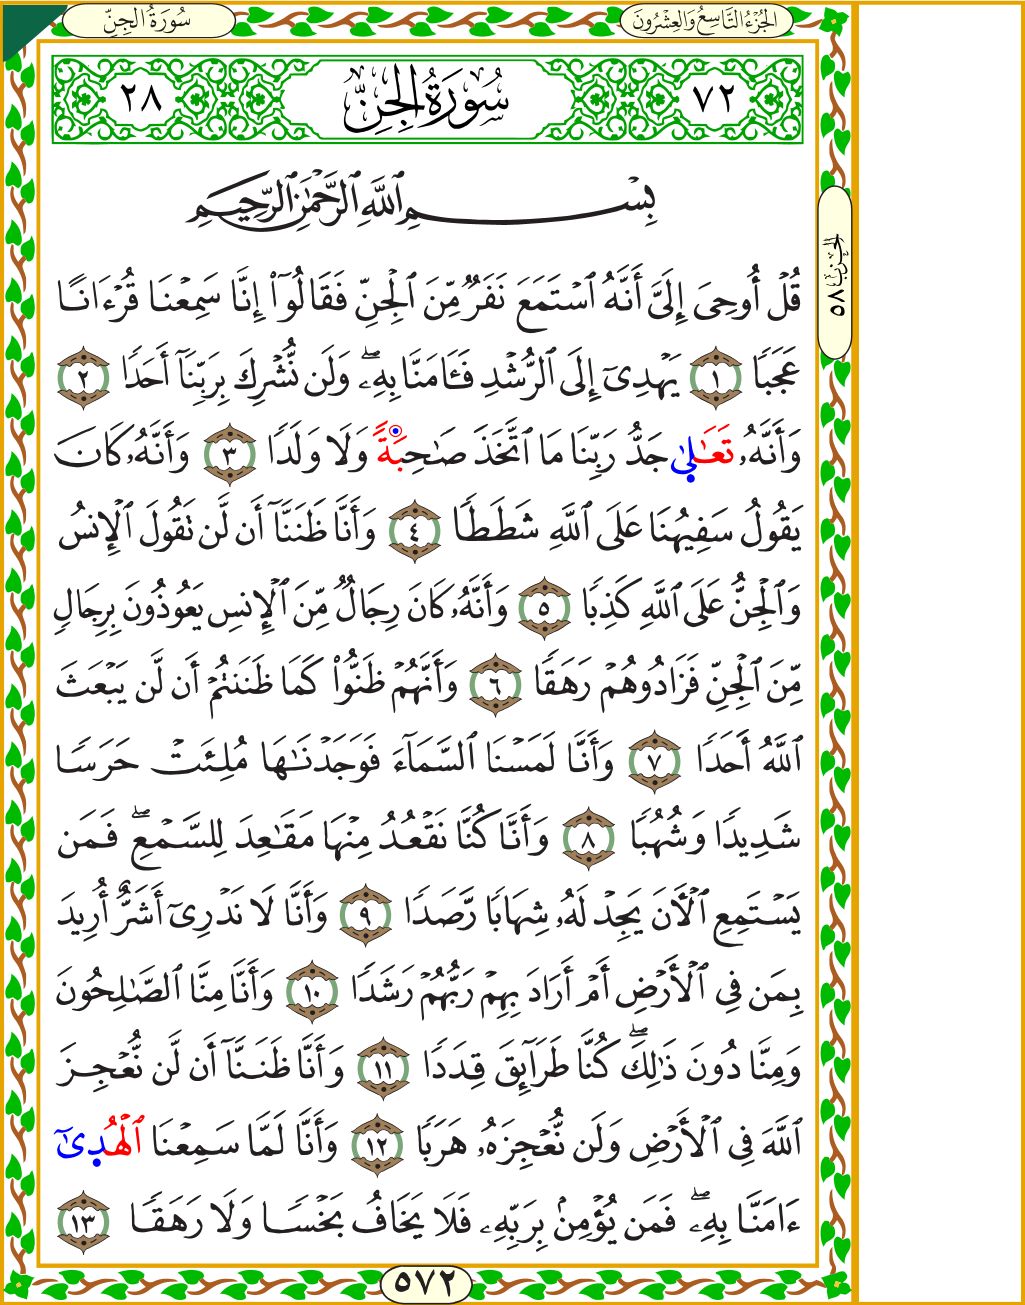 سُورَةُ الجِنِّ
الجُزْءُ التَّاسِعُ وَالعِشْرُونَ
٧٢ سُورَةُ الجِنِّ ٢٨
بِسْمِ ٱللَّهِ ٱلرَّحْمَٰنِ ٱلرَّحِيمِ
الحِزْبُ ٥٨
قُلْ أُوحِىَ إِلَىَّ أَنَّهُ ٱسْتَمَعَ نَفَرٌ مِّنَ ٱلْجِنِّ فَقَالُوٓا۟ إِنَّا سَمِعْنَا قُرْءَانًا
عَجَبًا ١ يَهْدِىٓ إِلَى ٱلرُّشْدِ فَـَٔامَنَّا بِهِۦ ۖ وَلَن نُّشْرِكَ بِرَبِّنَآ أَحَدًا ٢
وَأَنَّهُۥ تَعَـٰلىٰ جَدُّ رَبِّنَا مَا ٱتَّخَذَ صَـٰحِبَةً وَلَا وَلَدًا ٣ وَأَنَّهُۥ كَانَ
يَقُولُ سَفِيهُنَا عَلَى ٱللَّهِ شَطَطًا ٤ وَأَنَّا ظَنَنَّآ أَن لَّن تَقُولَ ٱلْإِنسُ
وَٱلْجِنُّ عَلَى ٱللَّهِ كَذِبًا ٥ وَأَنَّهُۥ كَانَ رِجَالٌ مِّنَ ٱلْإِنسِ يَعُوذُونَ بِرِجَالٍ
مِّنَ ٱلْجِنِّ فَزَادُوهُمْ رَهَقًا ٦ وَأَنَّهُمْ ظَنُّوا۟ كَمَا ظَنَنتُمْ أَن لَّن يَبْعَثَ
ٱللَّهُ أَحَدًا ٧ وَأَنَّا لَمَسْنَا ٱلسَّمَآءَ فَوَجَدْنَـٰهَا مُلِئَتْ حَرَسًا
شَدِيدًا وَشُهُبًا ٨ وَأَنَّا كُنَّا نَقْعُدُ مِنْهَا مَقَـٰعِدَ لِلسَّمْعِ ۖ فَمَن
يَسْتَمِعِ ٱلْـَٔانَ يَجِدْ لَهُۥ شِهَابًا رَّصَدًا ٩ وَأَنَّا لَا نَدْرِىٓ أَشَرٌّ أُرِيدَ
بِمَن فِى ٱلْأَرْضِ أَمْ أَرَادَ بِهِمْ رَبُّهُمْ رَشَدًا ١٠ وَأَنَّا مِنَّا ٱلصَّـٰلِحُونَ
وَمِنَّا دُونَ ذَٰلِكَ ۖ كُنَّا طَرَآئِقَ قِدَدًا ١١ وَأَنَّا ظَنَنَّآ أَن لَّن نُّعْجِزَ
ٱللَّهَ فِى ٱلْأَرْضِ وَلَن نُّعْجِزَهُۥ هَرَبًا ١٢ وَأَنَّا لَمَّا سَمِعْنَا ٱلْهُدِىٰٓ
ءَامَنَّا بِهِۦ ۖ فَمَن يُؤْمِنۢ بِرَبِّهِۦ فَلَا يَخَافُ بَخْسًا وَلَا رَهَقًا ١٣
٥٧٢